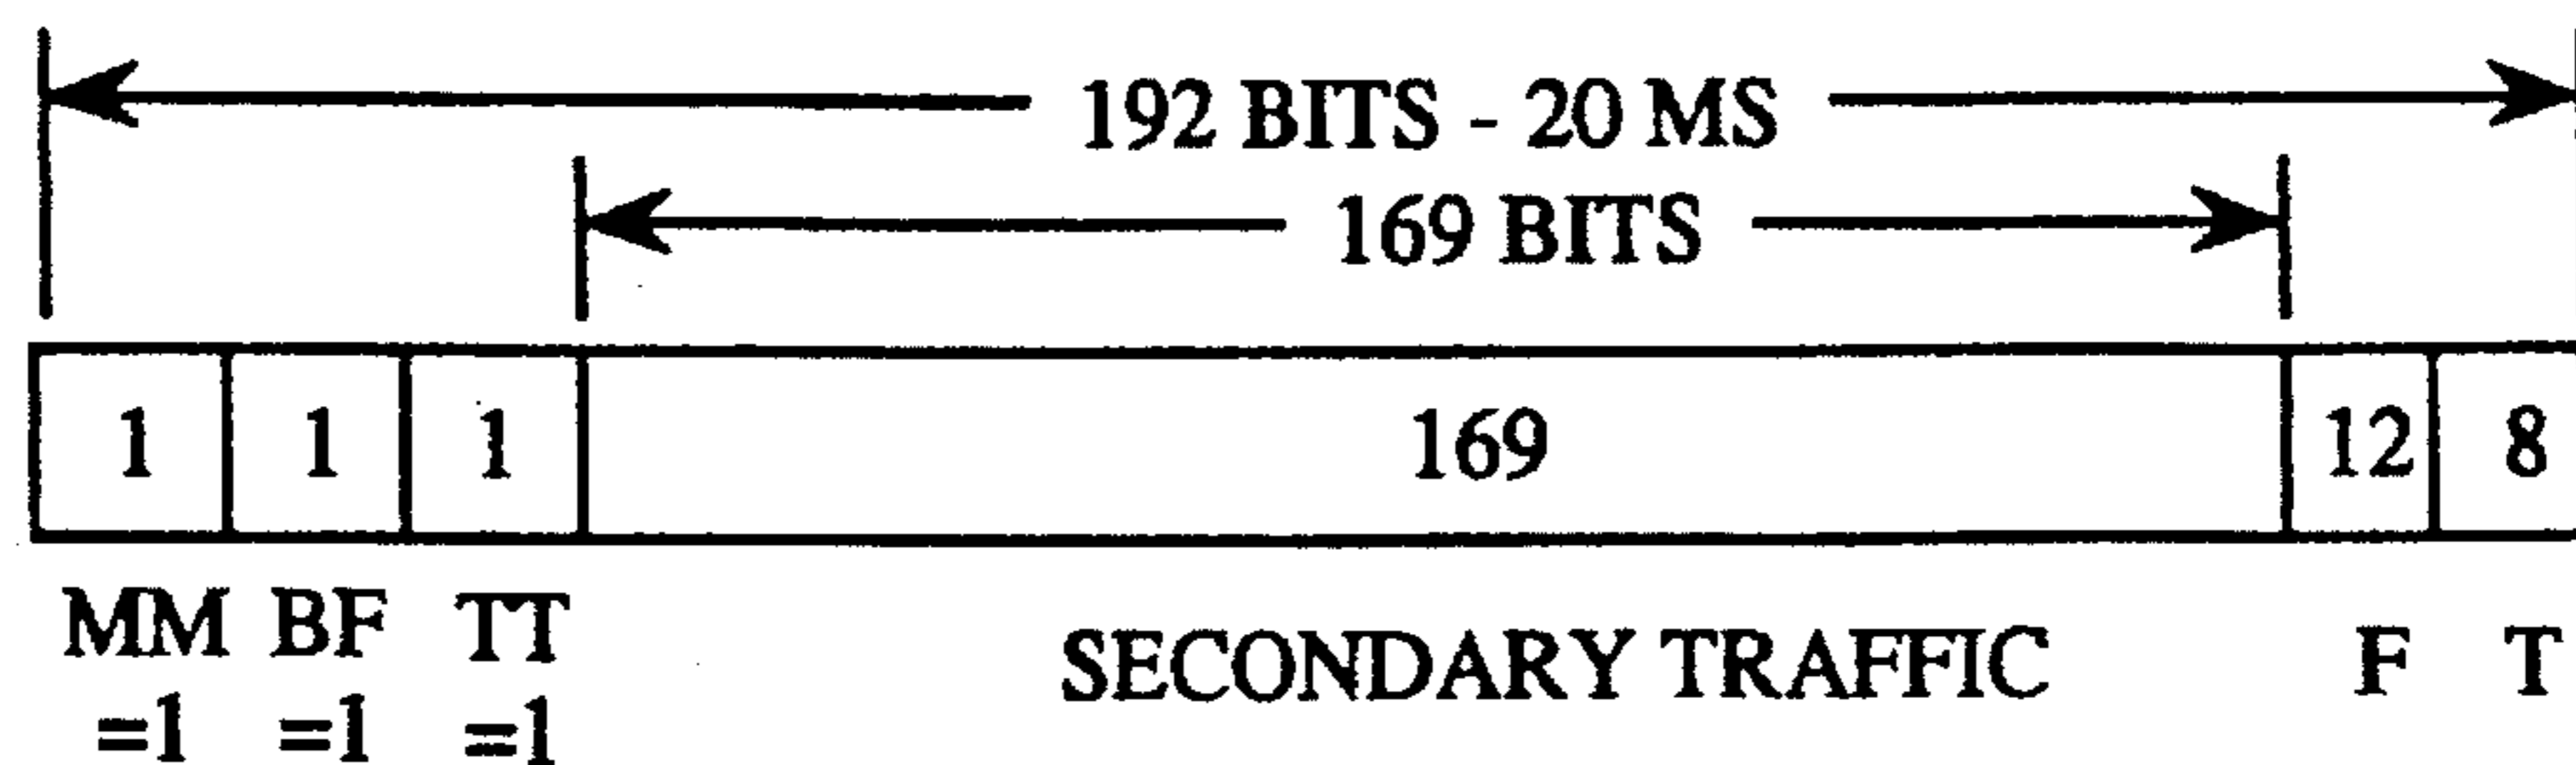 192 BITS - 20 MS
169 BITS
1 1 1 169 12 8
MM BF TT SECONDARY TRAFFIC F T
=1 =1 =1